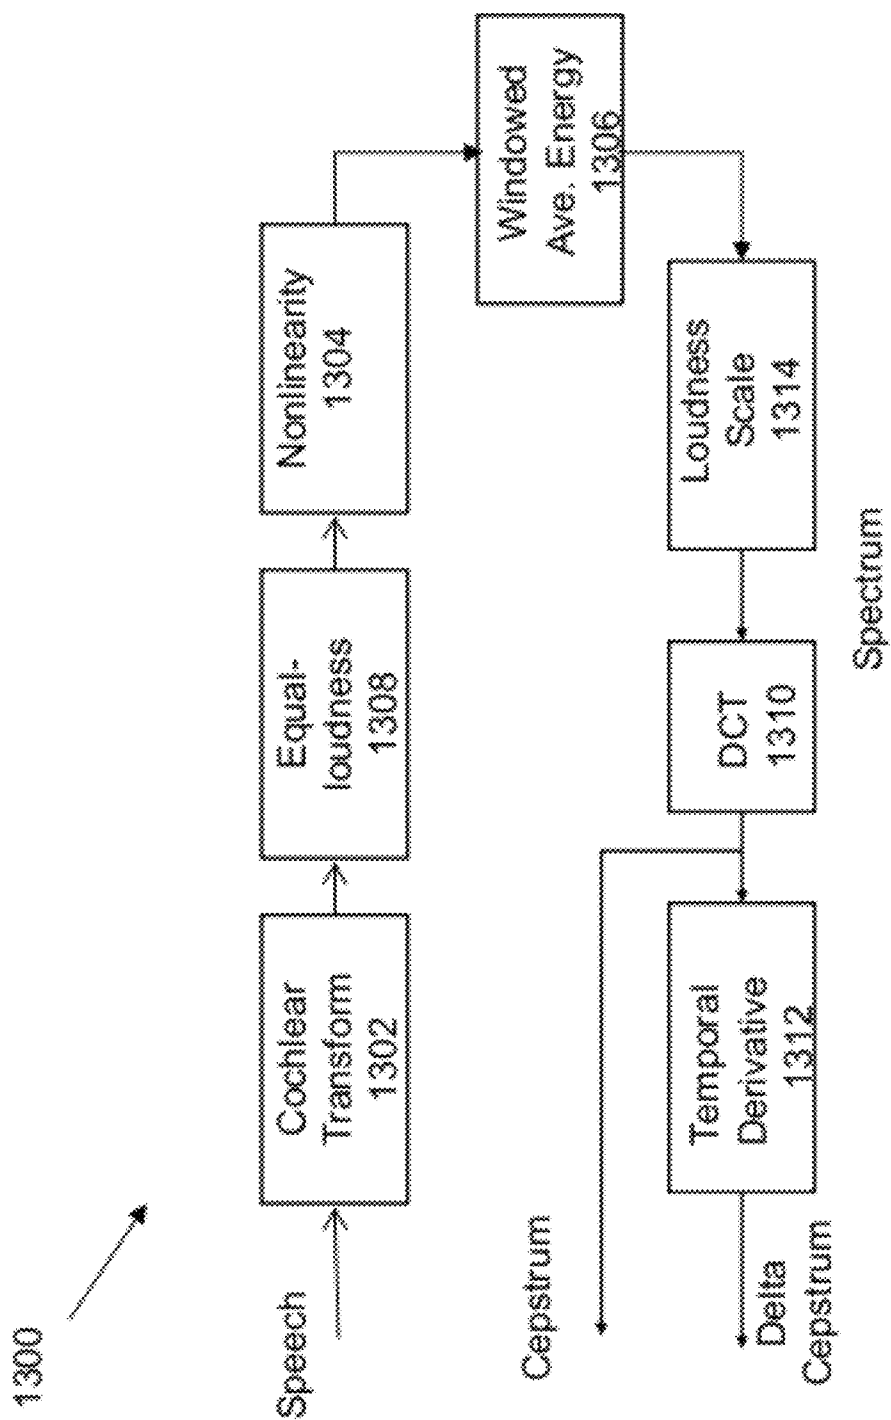 1300
Speech
Cochlear
Transform
1302
Equal-
loudness
1308
Nonlinearity
1304
Windowed
Ave. Energy
1306
Loudness
Scale
1314
Spectrum
DCT
1310
Cepstrum
Temporal
Derivative
1312
Delta
Cepstrum